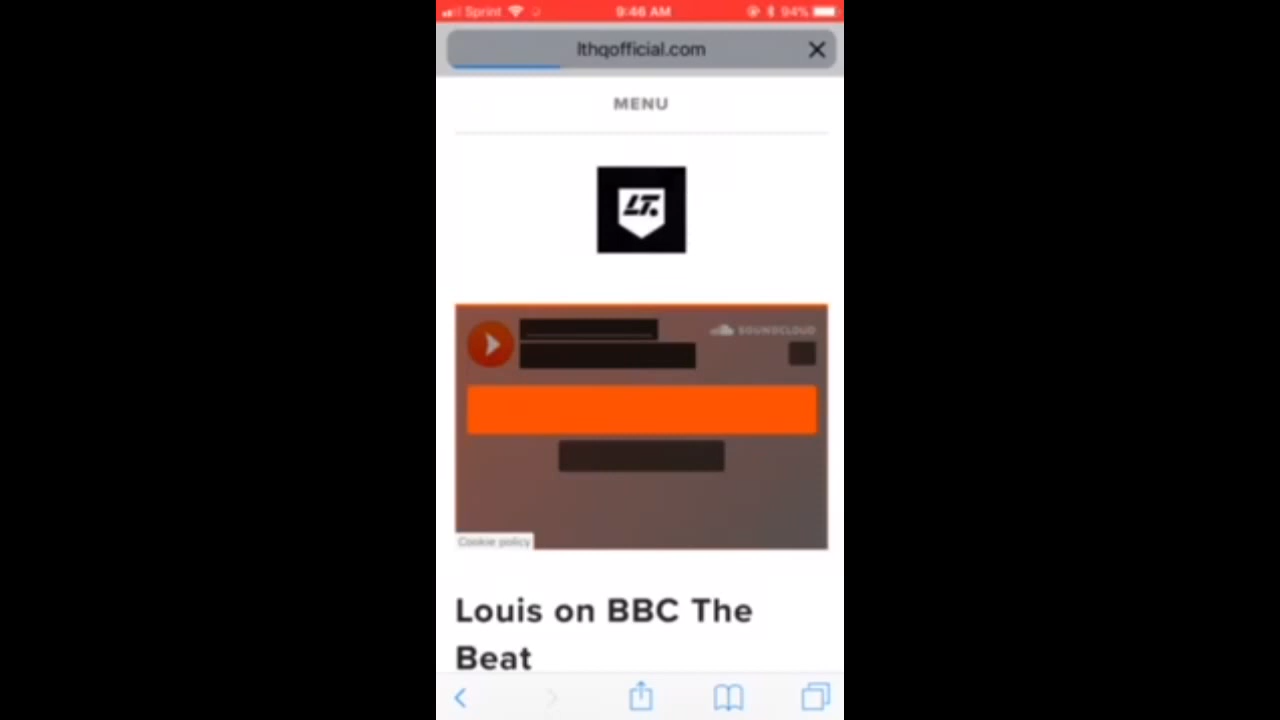 Sprint 9:46 AM 94%
lthqofficial.com
MENU
LT.
SOUNDCLOUD
Cookie policy
Louis on BBC The
Beat